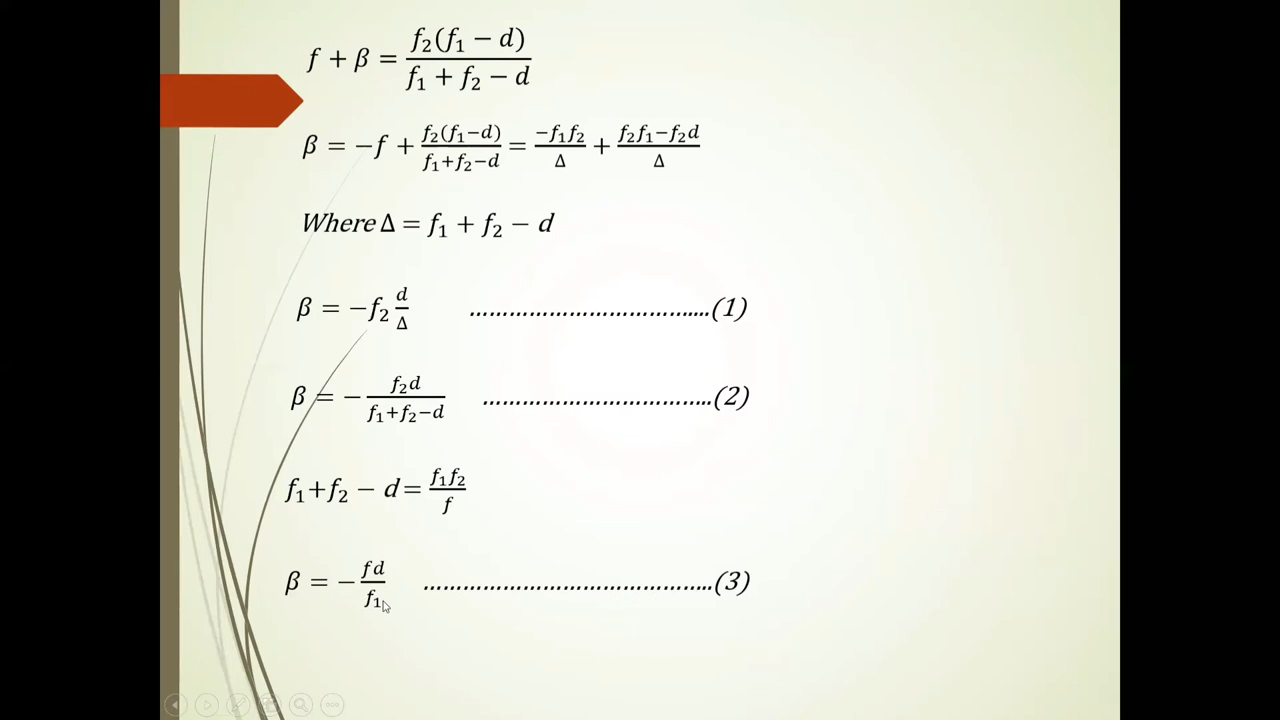 f + β = f₂(f₁ − d) / f₁ + f₂ − d
β = −f + f₂(f₁−d) / f₁+f₂−d = −f₁f₂ / Δ + f₂f₁−f₂d / Δ
Where Δ = f₁ + f₂ − d
β = −f₂ d / Δ ……………………………....(1)
β = − f₂d / f₁+f₂−d ……………………………..(2)
f₁+f₂ − d = f₁f₂ / f
β = − fd / f₁ ……………………………………..(3)